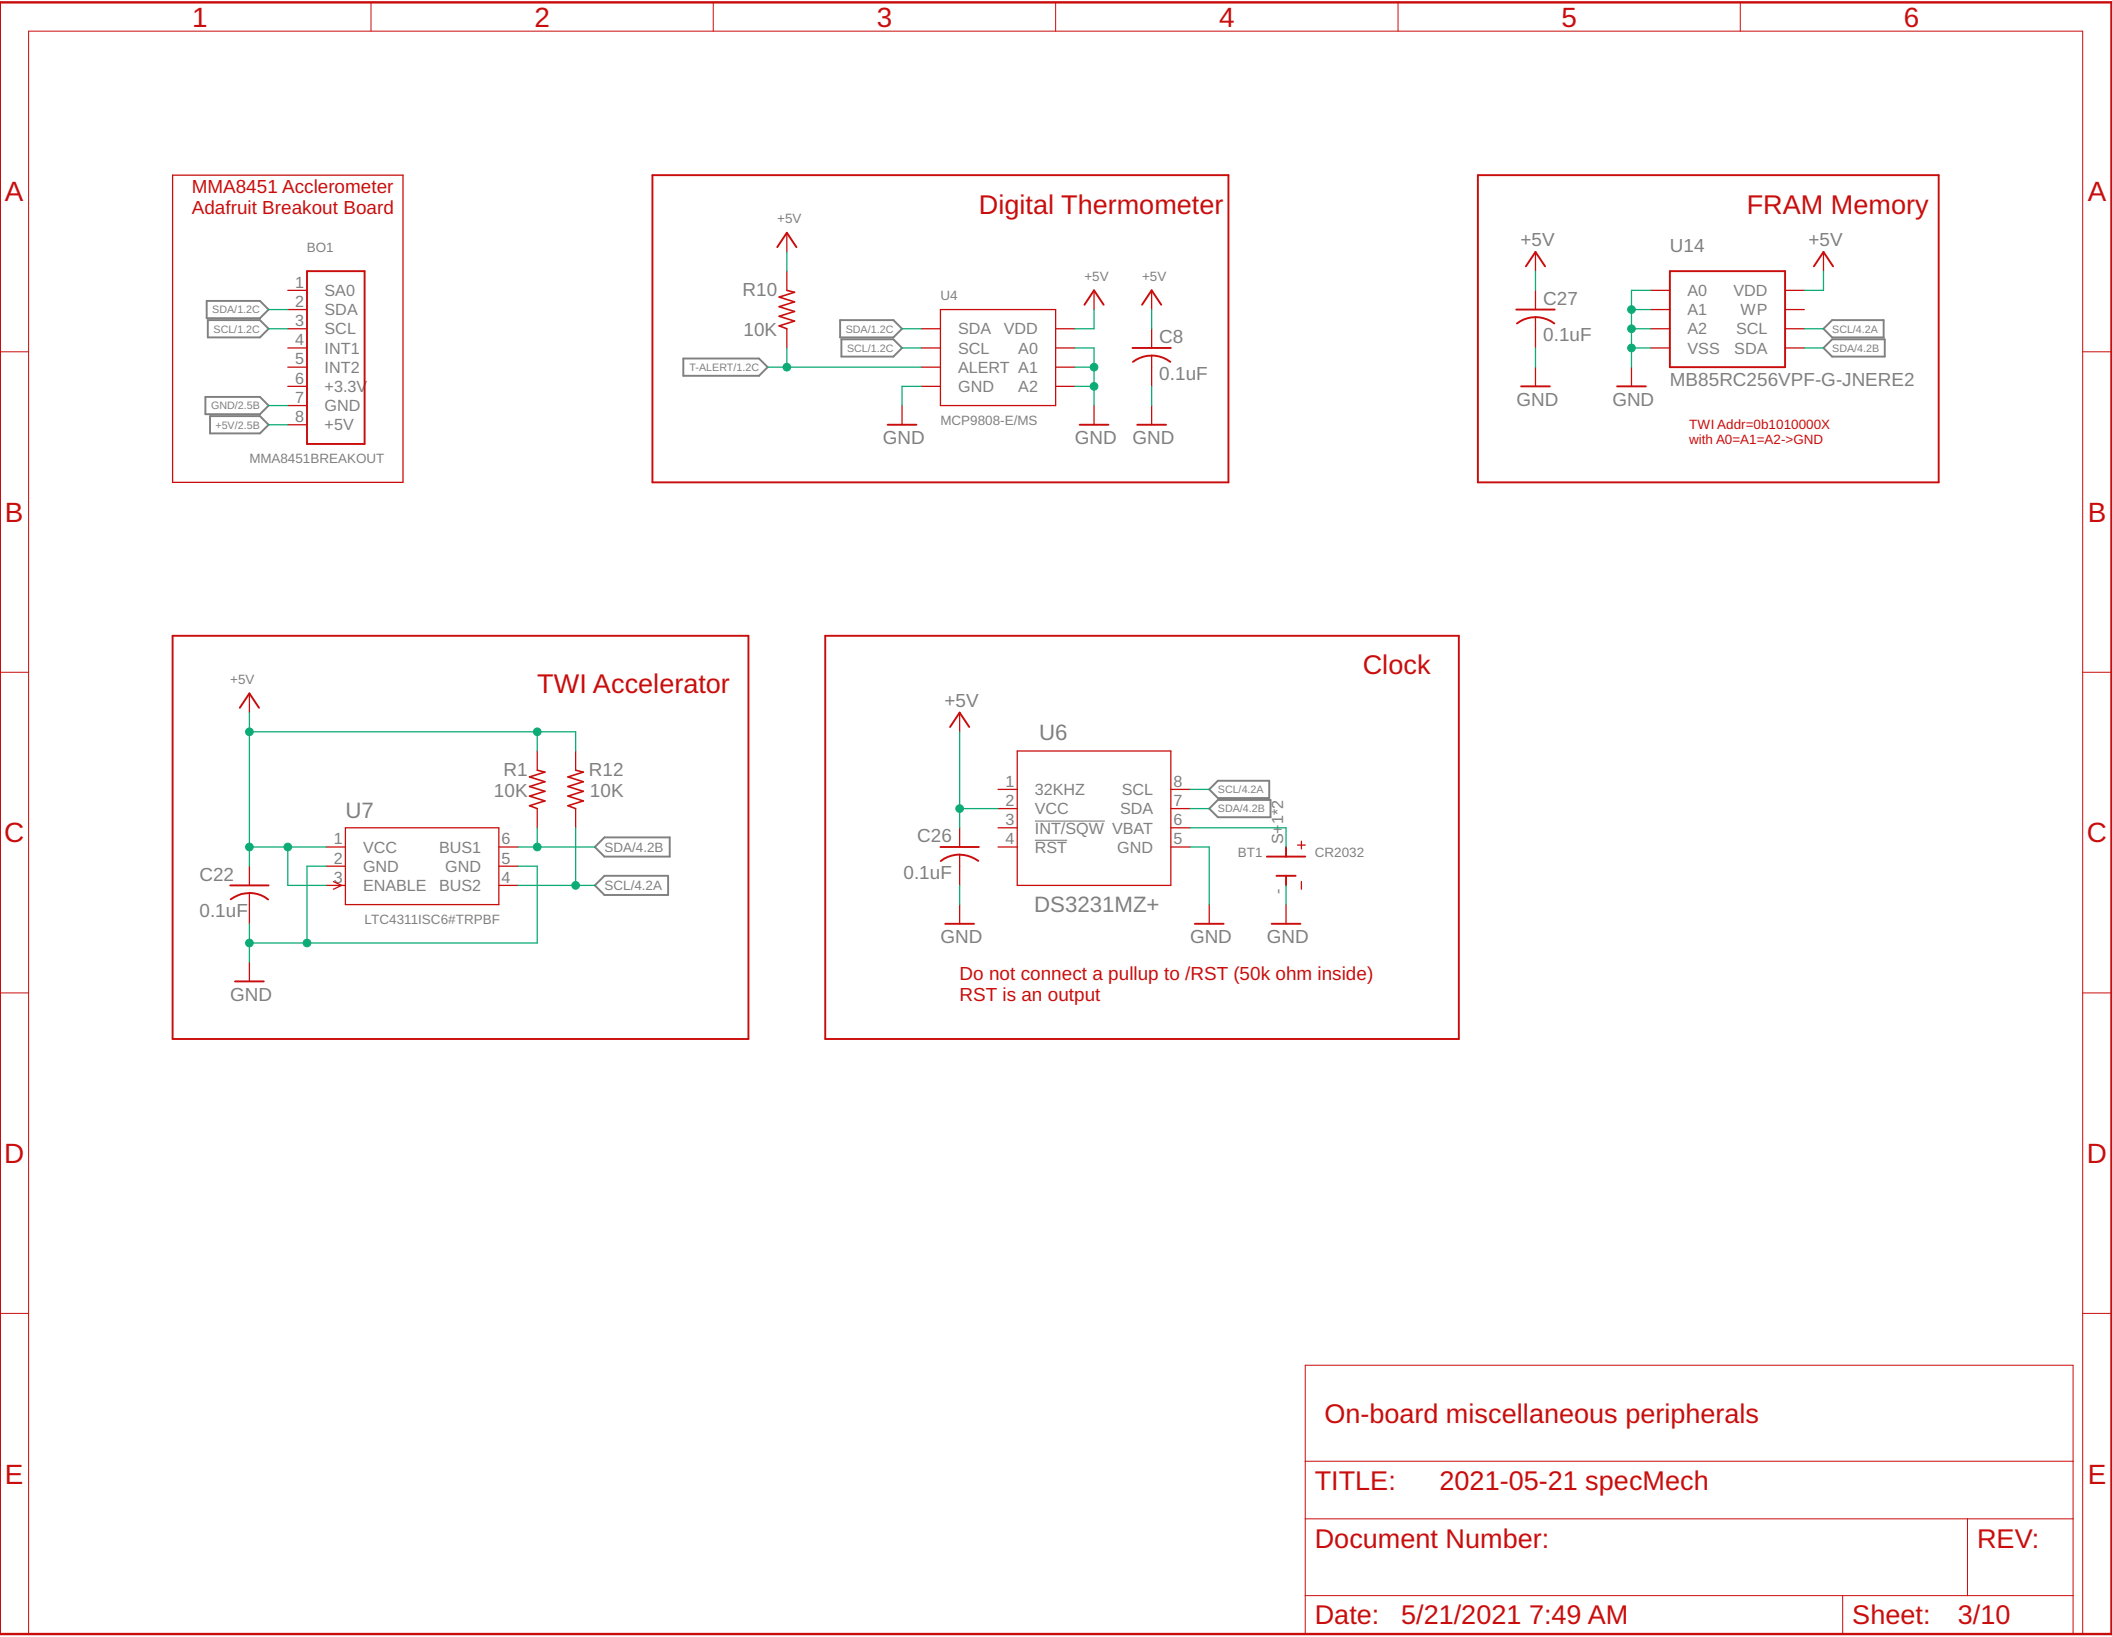 1 2 3 4 5 6
A
B
C
D
E
A
B
C
D
E
MMA8451 Acclerometer
Adafruit Breakout Board
BO1
1 SA0
SDA/1.2C 2 SDA
SCL/1.2C 3 SCL
4 INT1
5 INT2
6 +3.3V
GND/2.5B 7 GND
+5V/2.5B 8 +5V
MMA8451BREAKOUT
Digital Thermometer
+5V
R10
10K
T-ALERT/1.2C
U4
+5V
+5V
SDA/1.2C SDA VDD
SCL/1.2C SCL A0
ALERT A1
GND A2
MCP9808-E/MS
C8
0.1uF
GND
GND
GND
FRAM Memory
+5V
C27
0.1uF
GND
U14
+5V
A0 VDD
A1 WP
A2 SCL SCL/4.2A
VSS SDA SDA/4.2B
MB85RC256VPF-G-JNERE2
GND
TWI Addr=0b1010000X
with A0=A1=A2->GND
TWI Accelerator
+5V
R1
10K
R12
10K
U7
1 VCC BUS1 6 SDA/4.2B
2 GND GND 5
3 ENABLE BUS2 4 SCL/4.2A
LTC4311ISC6#TRPBF
C22
0.1uF
GND
Clock
+5V
U6
1 32KHZ SCL 8 SCL/4.2A
2 VCC SDA 7 SDA/4.2B
3 INT/SQW VBAT 6
4 RST GND 5
DS3231MZ+
C26
0.1uF
BT1 + CR2032
-
GND
GND
GND
Do not connect a pullup to /RST (50k ohm inside)
RST is an output
On-board miscellaneous peripherals
TITLE: 2021-05-21 specMech
Document Number:
REV:
Date: 5/21/2021 7:49 AM
Sheet: 3/10